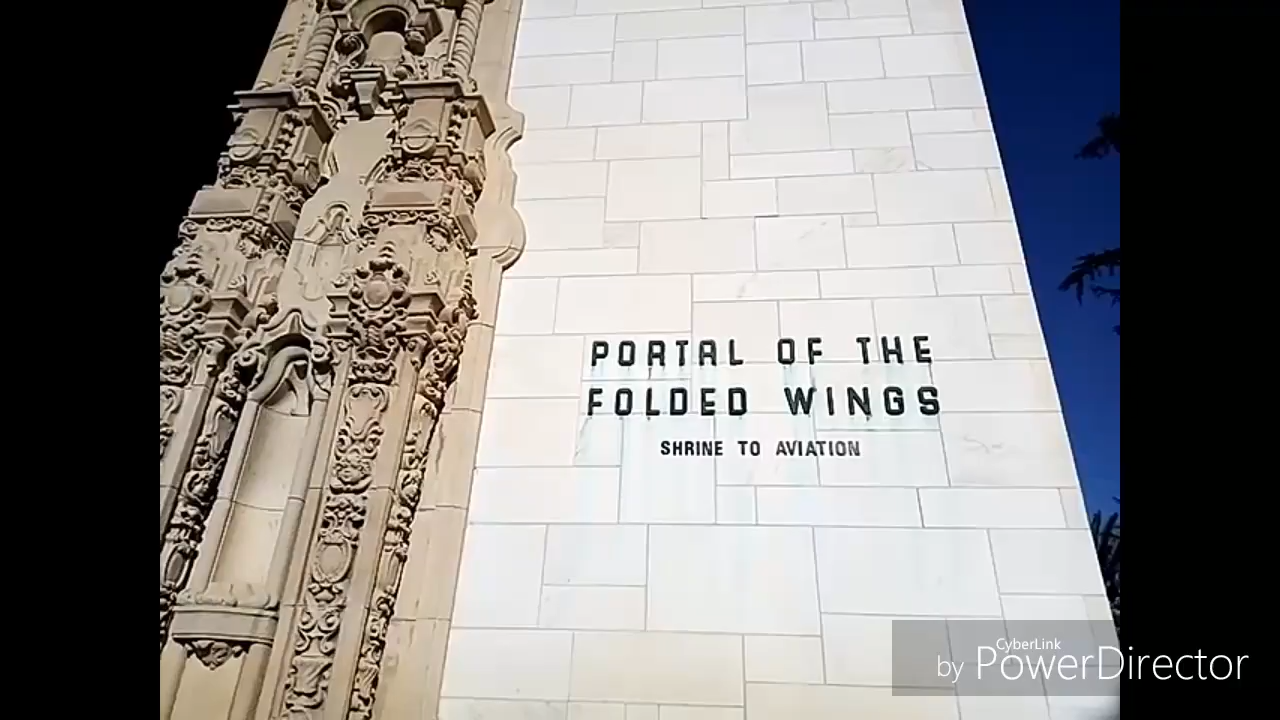 PORTAL OF THE
FOLDED WINGS
SHRINE TO AVIATION
CyberLink
by PowerDirector